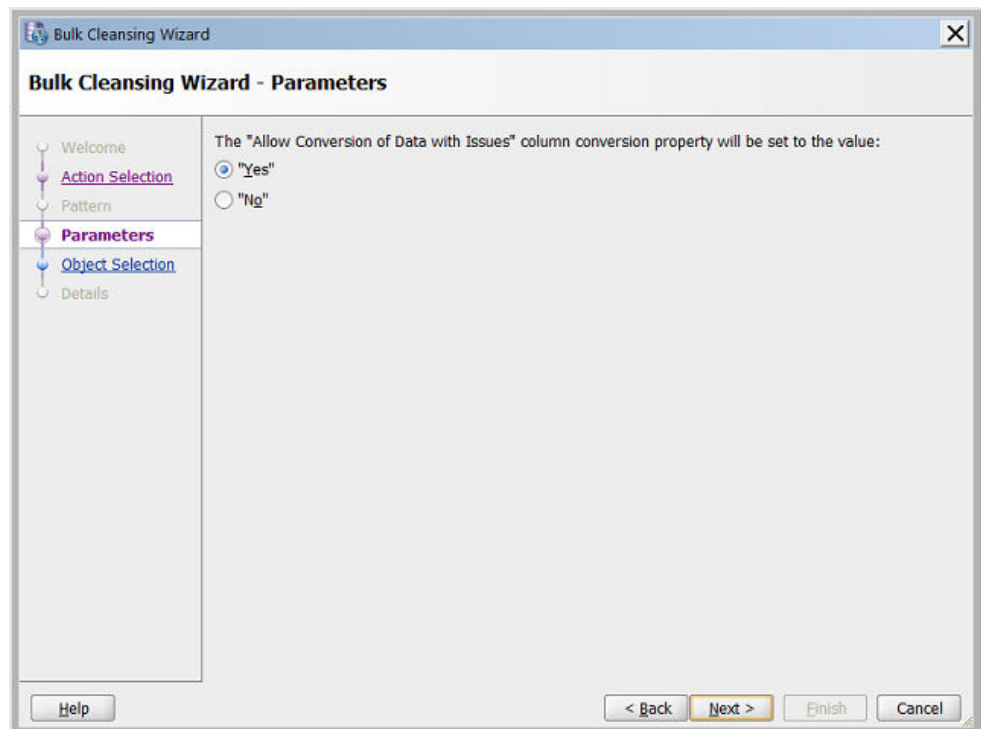 Bulk Cleansing Wizard
Bulk Cleansing Wizard - Parameters
Welcome
Action Selection
Pattern
Parameters
Object Selection
Details
The "Allow Conversion of Data with Issues" column conversion property will be set to the value:
"Yes"
"No"
Help
< Back
Next >
Finish
Cancel